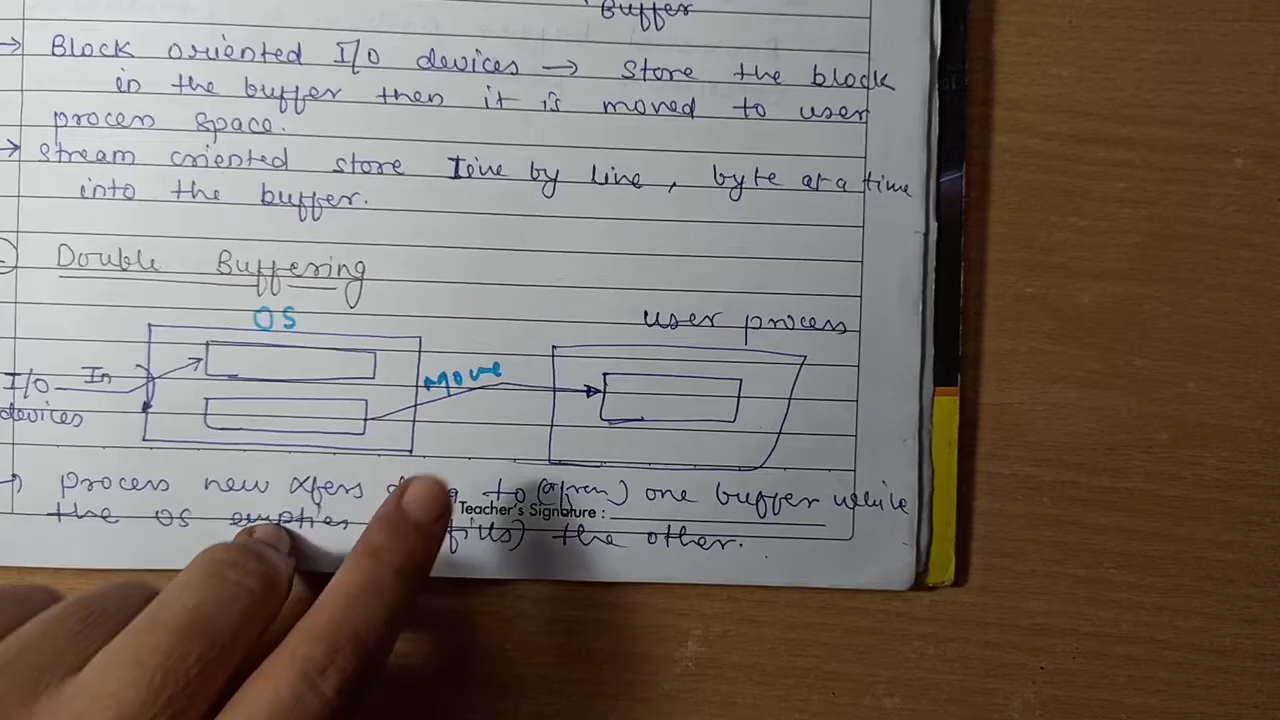 Buffer
→ Block oriented I/O devices → Store the block
in the buffer then it is moved to user
process space.
→ Stream oriented store line by line, byte at a time
into the buffer.
Double Buffering
OS
user process
I/O In
Move
devices
→ process new xfers to (or from) one buffer while
Teacher's Signature :
the OS empties fills) the other.